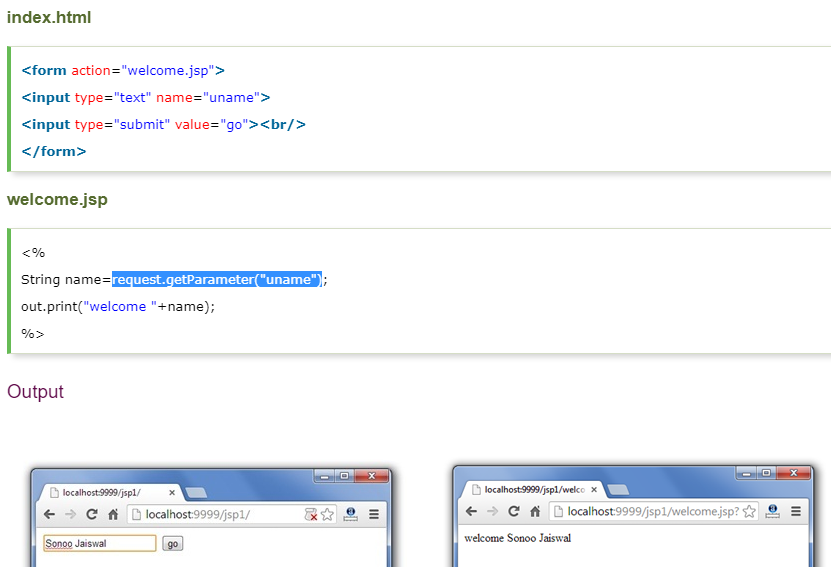 index.html
<form action="welcome.jsp">
<input type="text" name="uname">
<input type="submit" value="go"><br/>
</form>
welcome.jsp
<%
String name=request.getParameter("uname");
out.print("welcome "+name);
%>
Output
localhost:9999/jsp1/
localhost:9999/jsp1/
Sonoo Jaiswal
go
localhost:9999/jsp1/welco
localhost:9999/jsp1/welcome.jsp?
welcome Sonoo Jaiswal